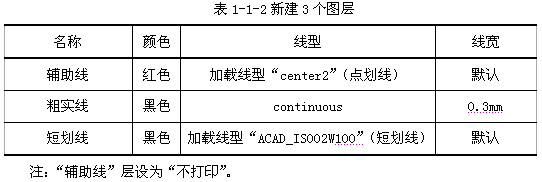 表 1-1-2 新建 3 个图层
名称 颜色 线型 线宽
辅助线 红色 加载线型“center2”(点划线) 默认
粗实线 黑色 continuous 0.3mm
短划线 黑色 加载线型“ACAD_ISO02W100”(短划线) 默认
注：“辅助线”层设为“不打印”。